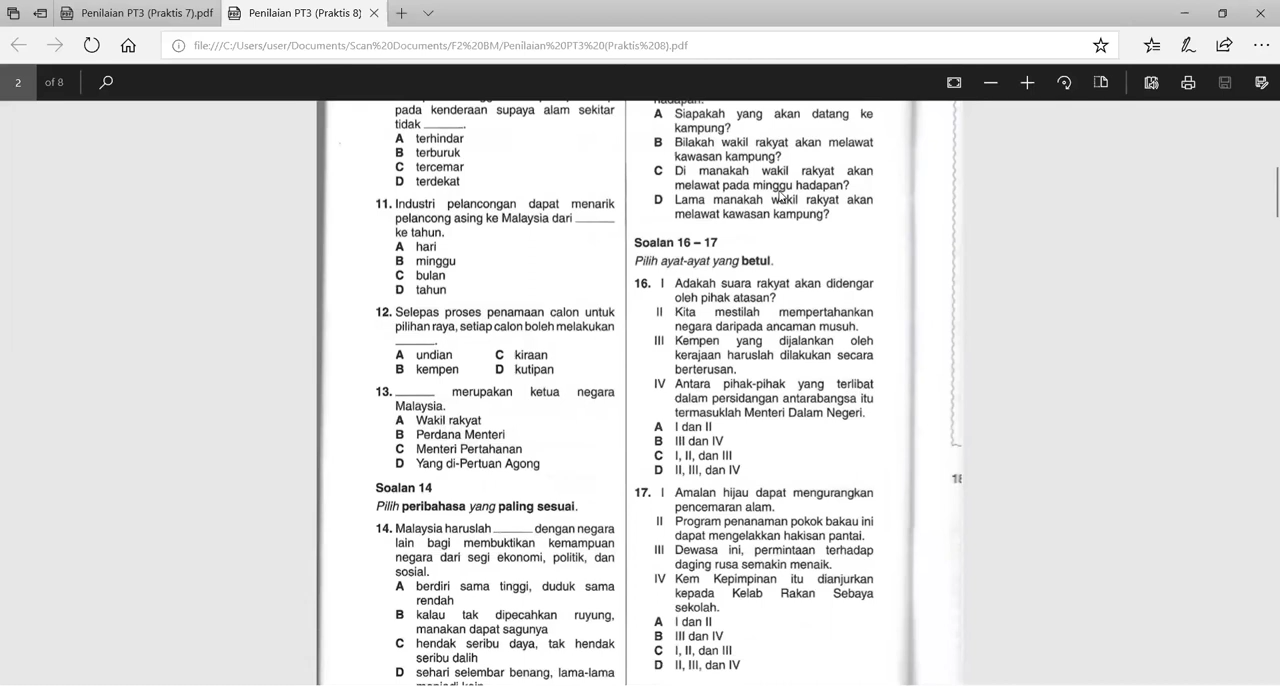 Penilaian PT3 (Praktis 7).pdf
Penilaian PT3 (Praktis 8)
file:///C:/Users/user/Documents/Scan%20Documents/F2%20BM/Penilaian%20PT3%20(Praktis%208).pdf
2 of 8
pada kenderaan supaya alam sekitar
tidak ______.
A terhindar
B terburuk
C tercemar
D terdekat
11. Industri pelancongan dapat menarik
pelancong asing ke Malaysia dari ______
ke tahun.
A hari
B minggu
C bulan
D tahun
12. Selepas proses penamaan calon untuk
pilihan raya, setiap calon boleh melakukan
______.
A undian C kiraan
B kempen D kutipan
13. ______ merupakan ketua negara
Malaysia.
A Wakil rakyat
B Perdana Menteri
C Menteri Pertahanan
D Yang di-Pertuan Agong
Soalan 14
Pilih peribahasa yang paling sesuai.
14. Malaysia haruslah ______ dengan negara
lain bagi membuktikan kemampuan
negara dari segi ekonomi, politik, dan
sosial.
A berdiri sama tinggi, duduk sama
rendah
B kalau tak dipecahkan ruyung,
manakan dapat sagunya
C hendak seribu daya, tak hendak
seribu dalih
D sehari selembar benang, lama-lama
menjadi kain
hadapan.
A Siapakah yang akan datang ke
kampung?
B Bilakah wakil rakyat akan melawat
kawasan kampung?
C Di manakah wakil rakyat akan
melawat pada minggu hadapan?
D Lama manakah wakil rakyat akan
melawat kawasan kampung?
Soalan 16 – 17
Pilih ayat-ayat yang betul.
16. I Adakah suara rakyat akan didengar
oleh pihak atasan?
II Kita mestilah mempertahankan
negara daripada ancaman musuh.
III Kempen yang dijalankan oleh
kerajaan haruslah dilakukan secara
berterusan.
IV Antara pihak-pihak yang terlibat
dalam persidangan antarabangsa itu
termasuklah Menteri Dalam Negeri.
A I dan II
B III dan IV
C I, II, dan III
D II, III, dan IV
17. I Amalan hijau dapat mengurangkan
pencemaran alam.
II Program penanaman pokok bakau ini
dapat mengelakkan hakisan pantai.
III Dewasa ini, permintaan terhadap
daging rusa semakin menaik.
IV Kem Kepimpinan itu dianjurkan
kepada Kelab Rakan Sebaya
sekolah.
A I dan II
B III dan IV
C I, II, dan III
D II, III, dan IV